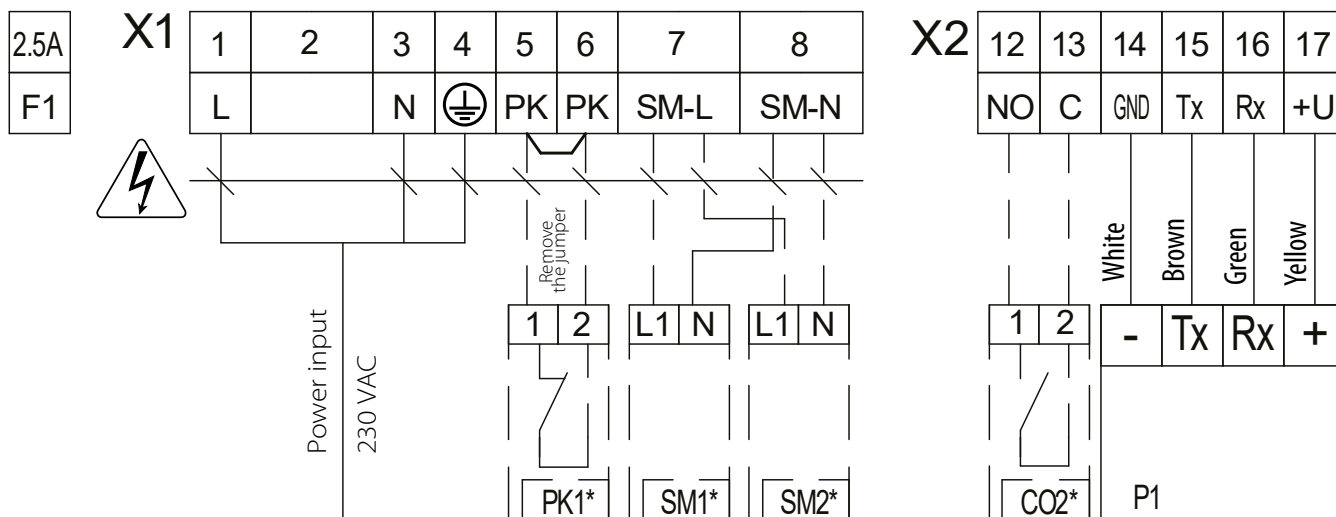 2.5A X1 1 2 3 4 5 6 7 8 X2 12 13 14 15 16 17
F1 L N PK PK SM-L SM-N NO C GND Tx Rx +U
Remove
the jumper
White Brown Green Yellow
1 2 L1 N L1 N 1 2 - Tx Rx +
Power input
230 VAC
PK1* SM1* SM2* CO2* P1